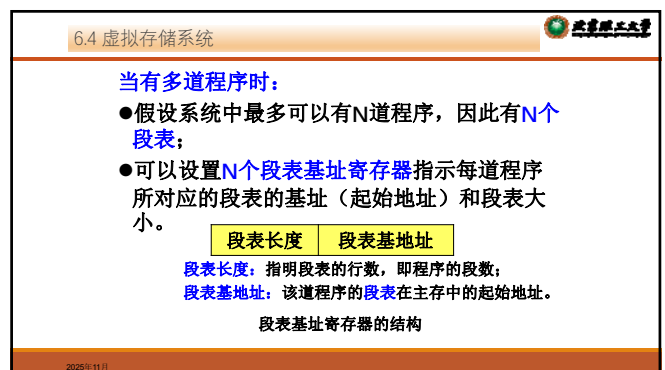 6.4 虚拟存储系统
北京理工大学
当有多道程序时：
●假设系统中最多可以有N道程序，因此有N个
段表；
●可以设置N个段表基址寄存器指示每道程序
所对应的段表的基址（起始地址）和段表大
小。
段表长度 段表基地址
段表长度：指明段表的行数，即程序的段数；
段表基地址：该道程序的段表在主存中的起始地址。
段表基址寄存器的结构
2025年11月